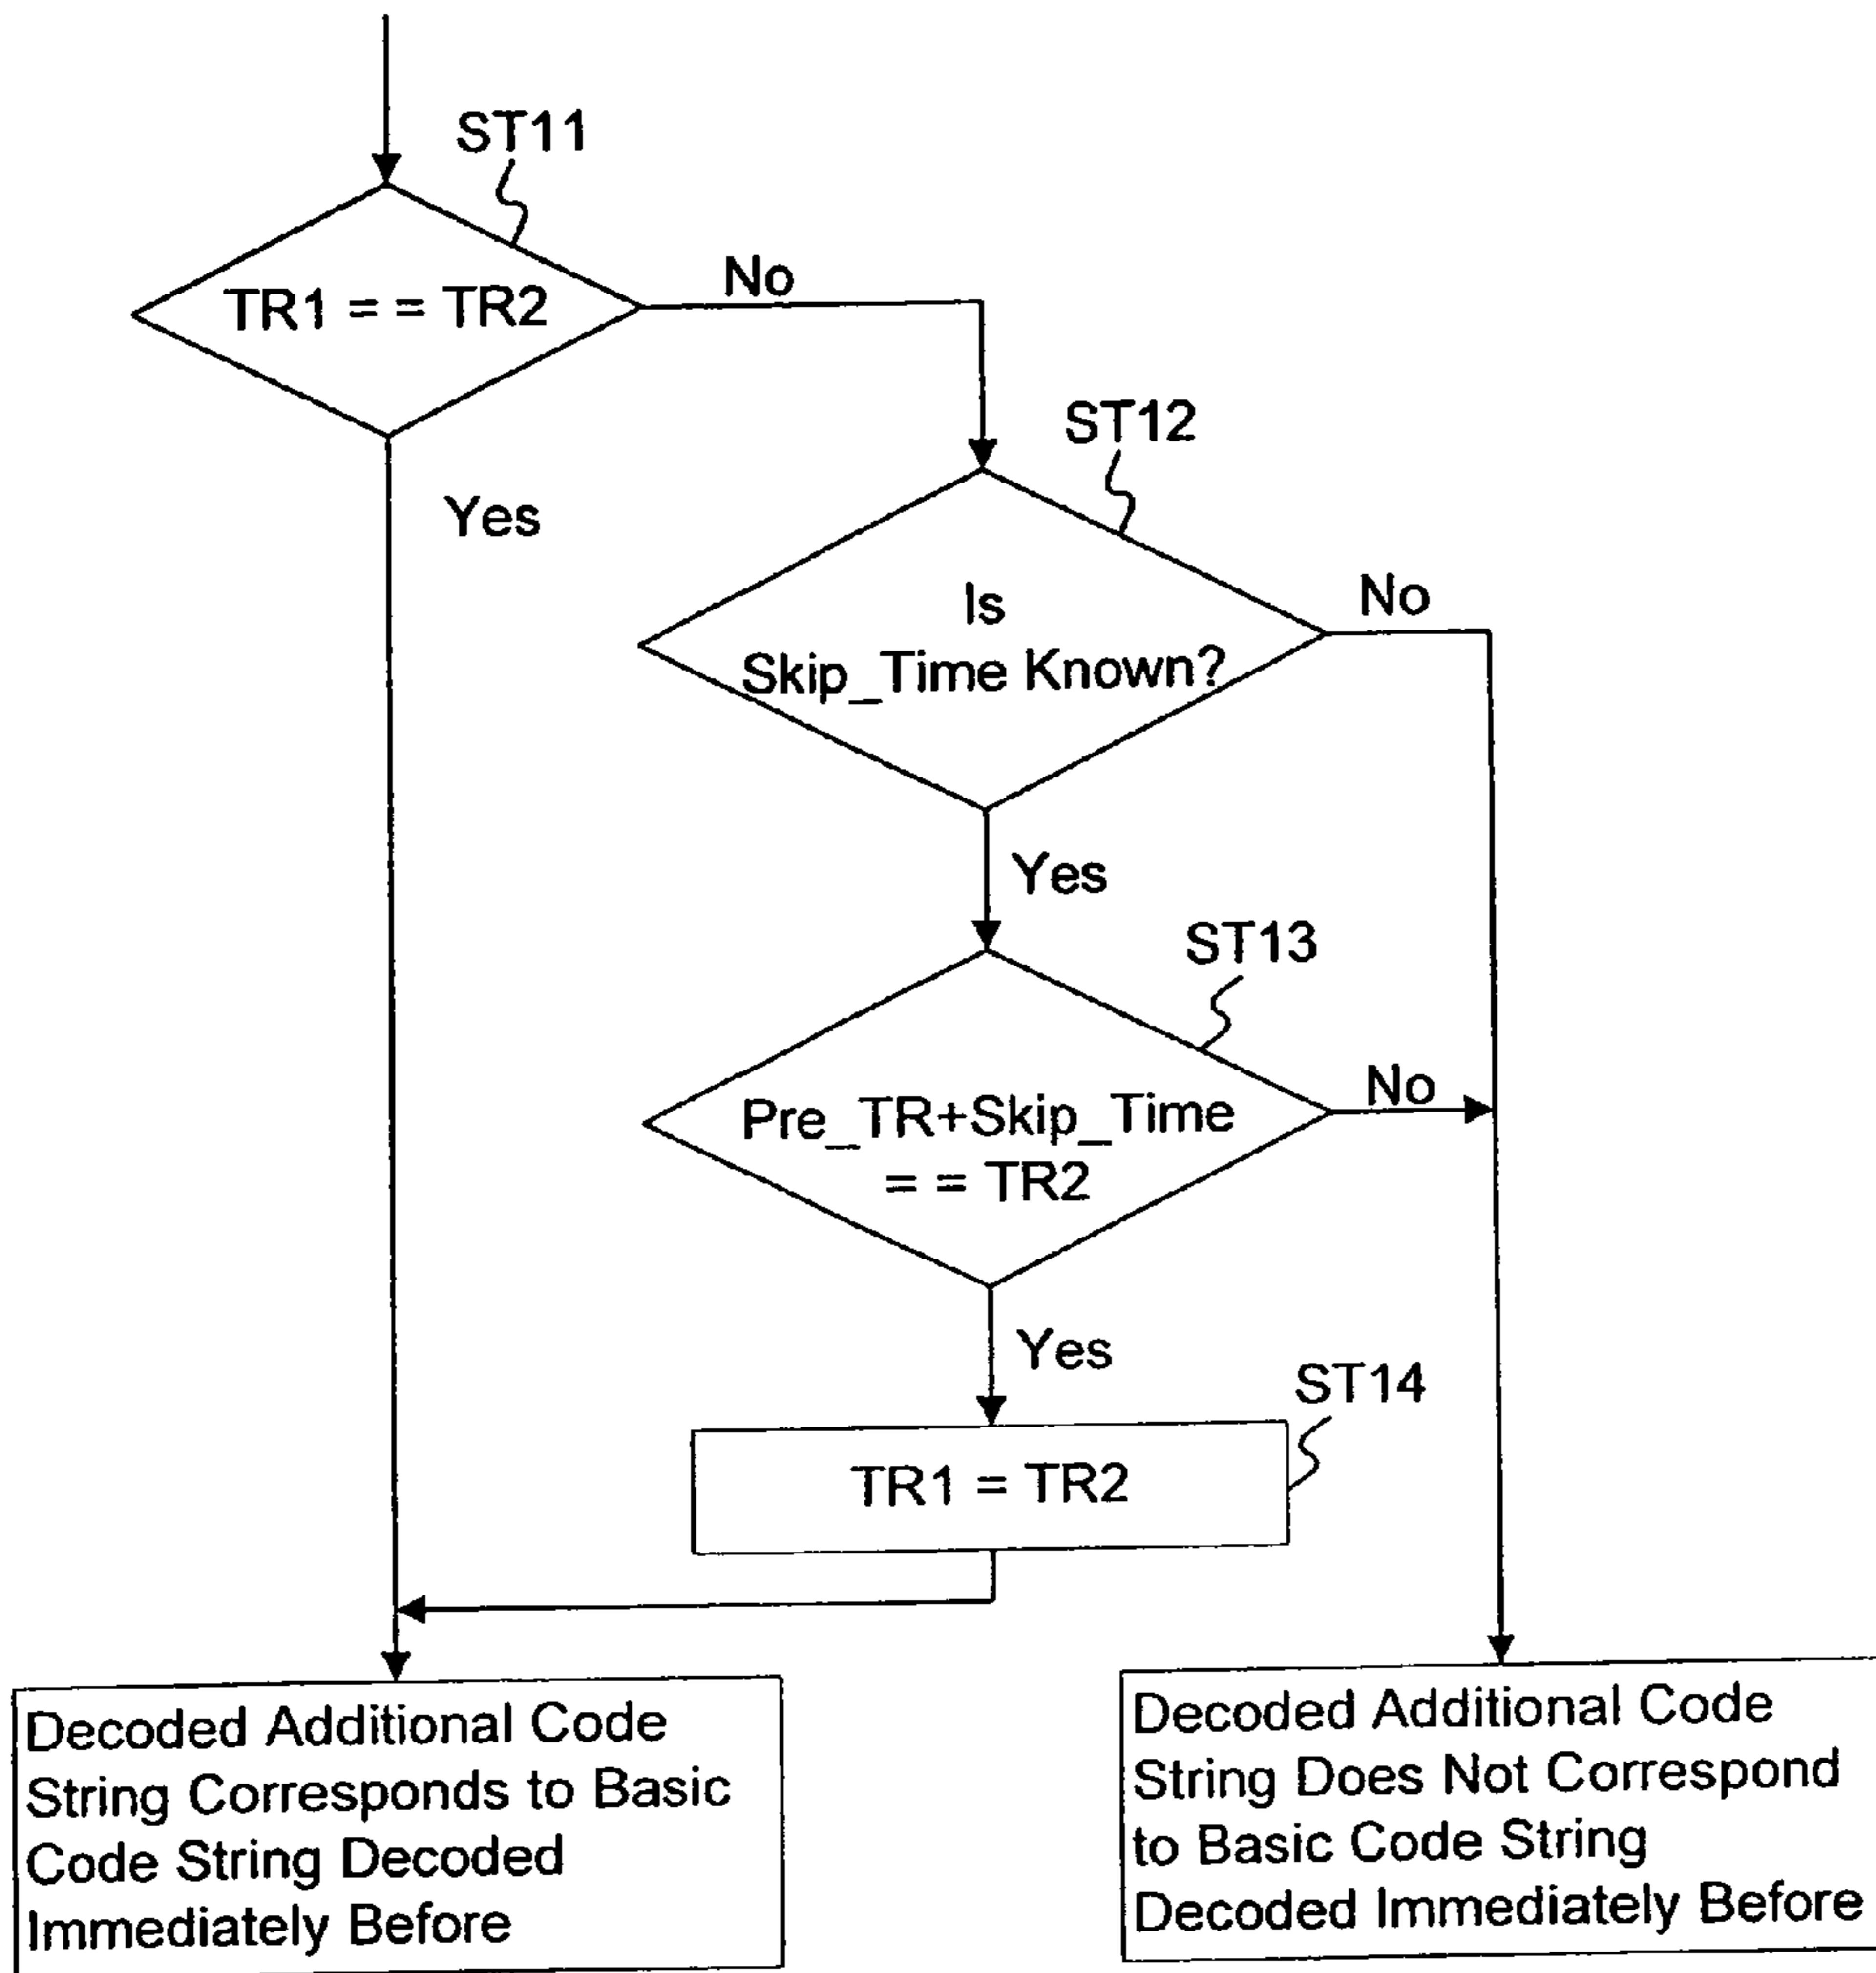 ST11
TR1 = = TR2
No
Yes
ST12
Is
Skip_Time Known?
No
Yes
ST13
Pre_TR+Skip_Time
= = TR2
No
Yes
ST14
TR1 = TR2
Decoded Additional Code
String Corresponds to Basic
Code String Decoded
Immediately Before
Decoded Additional Code
String Does Not Correspond
to Basic Code String
Decoded Immediately Before